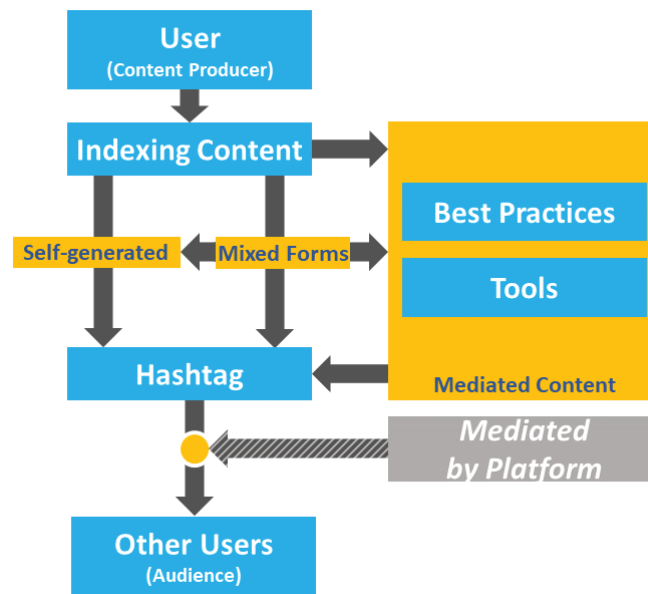 User
(Content Producer)
Indexing Content
Best Practices
Self-generated
Mixed Forms
Tools
Hashtag
Mediated Content
Mediated
by Platform
Other Users
(Audience)